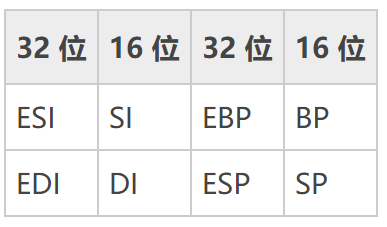 32 位 16 位 32 位 16 位
ESI SI EBP BP
EDI DI ESP SP